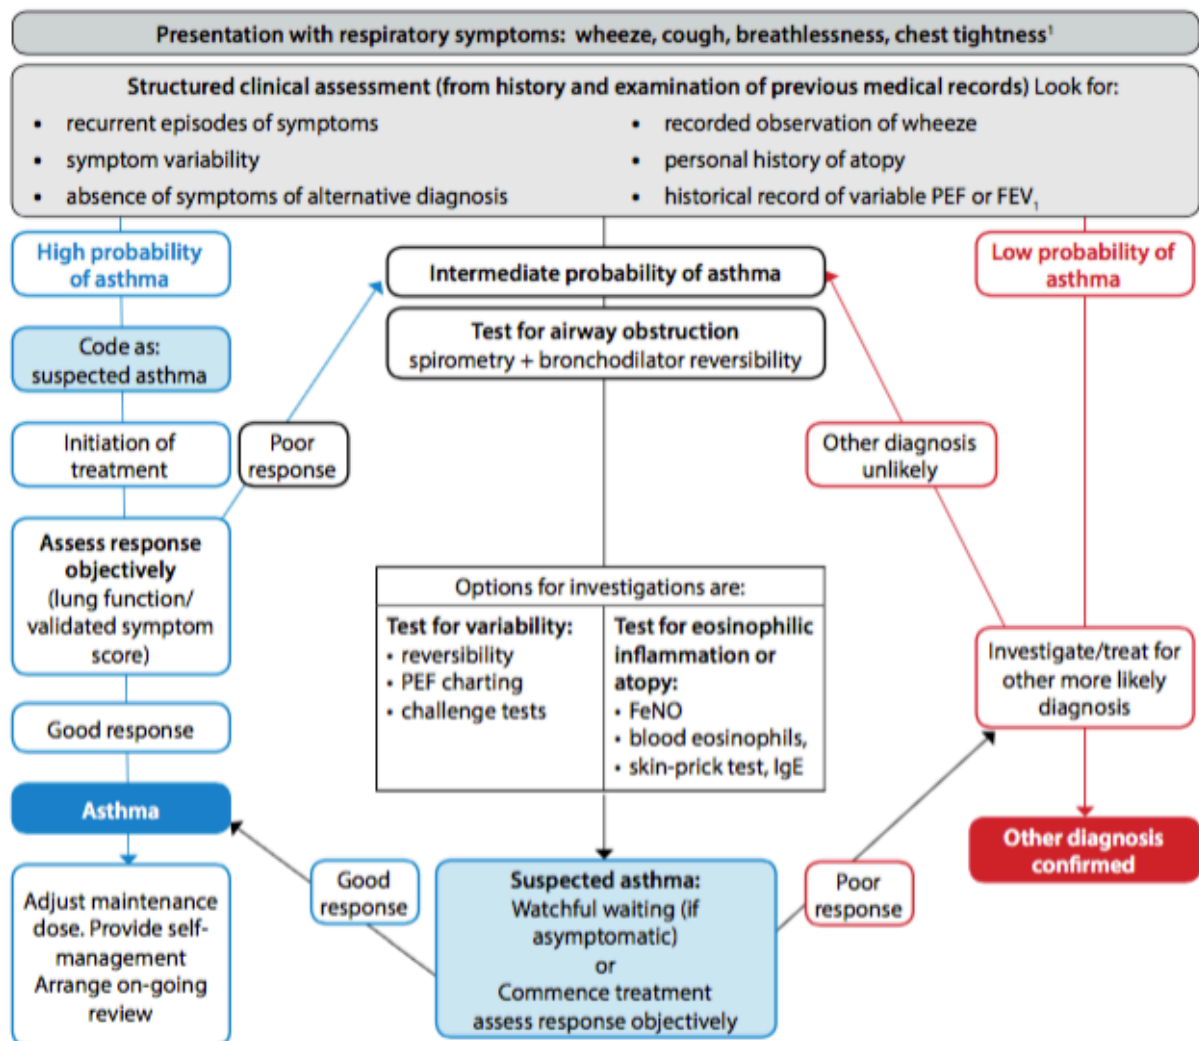 Presentation with respiratory symptoms: wheeze, cough, breathlessness, chest tightness¹
Structured clinical assessment (from history and examination of previous medical records) Look for:
• recurrent episodes of symptoms
• symptom variability
• absence of symptoms of alternative diagnosis
• recorded observation of wheeze
• personal history of atopy
• historical record of variable PEF or FEV₁
High probability
of asthma
Code as:
suspected asthma
Initiation of
treatment
Assess response
objectively
(lung function/
validated symptom
score)
Good response
Asthma
Adjust maintenance
dose. Provide self-
management
Arrange on-going
review
Poor
response
Intermediate probability of asthma
Test for airway obstruction
spirometry + bronchodilator reversibility
Options for investigations are:
Test for variability:
• reversibility
• PEF charting
• challenge tests
Test for eosinophilic
inflammation or
atopy:
• FeNO
• blood eosinophils,
• skin-prick test, IgE
Suspected asthma:
Watchful waiting (if
asymptomatic)
or
Commence treatment
assess response objectively
Good
response
Poor
response
Low probability of
asthma
Other diagnosis
unlikely
Investigate/treat for
other more likely
diagnosis
Other diagnosis
confirmed